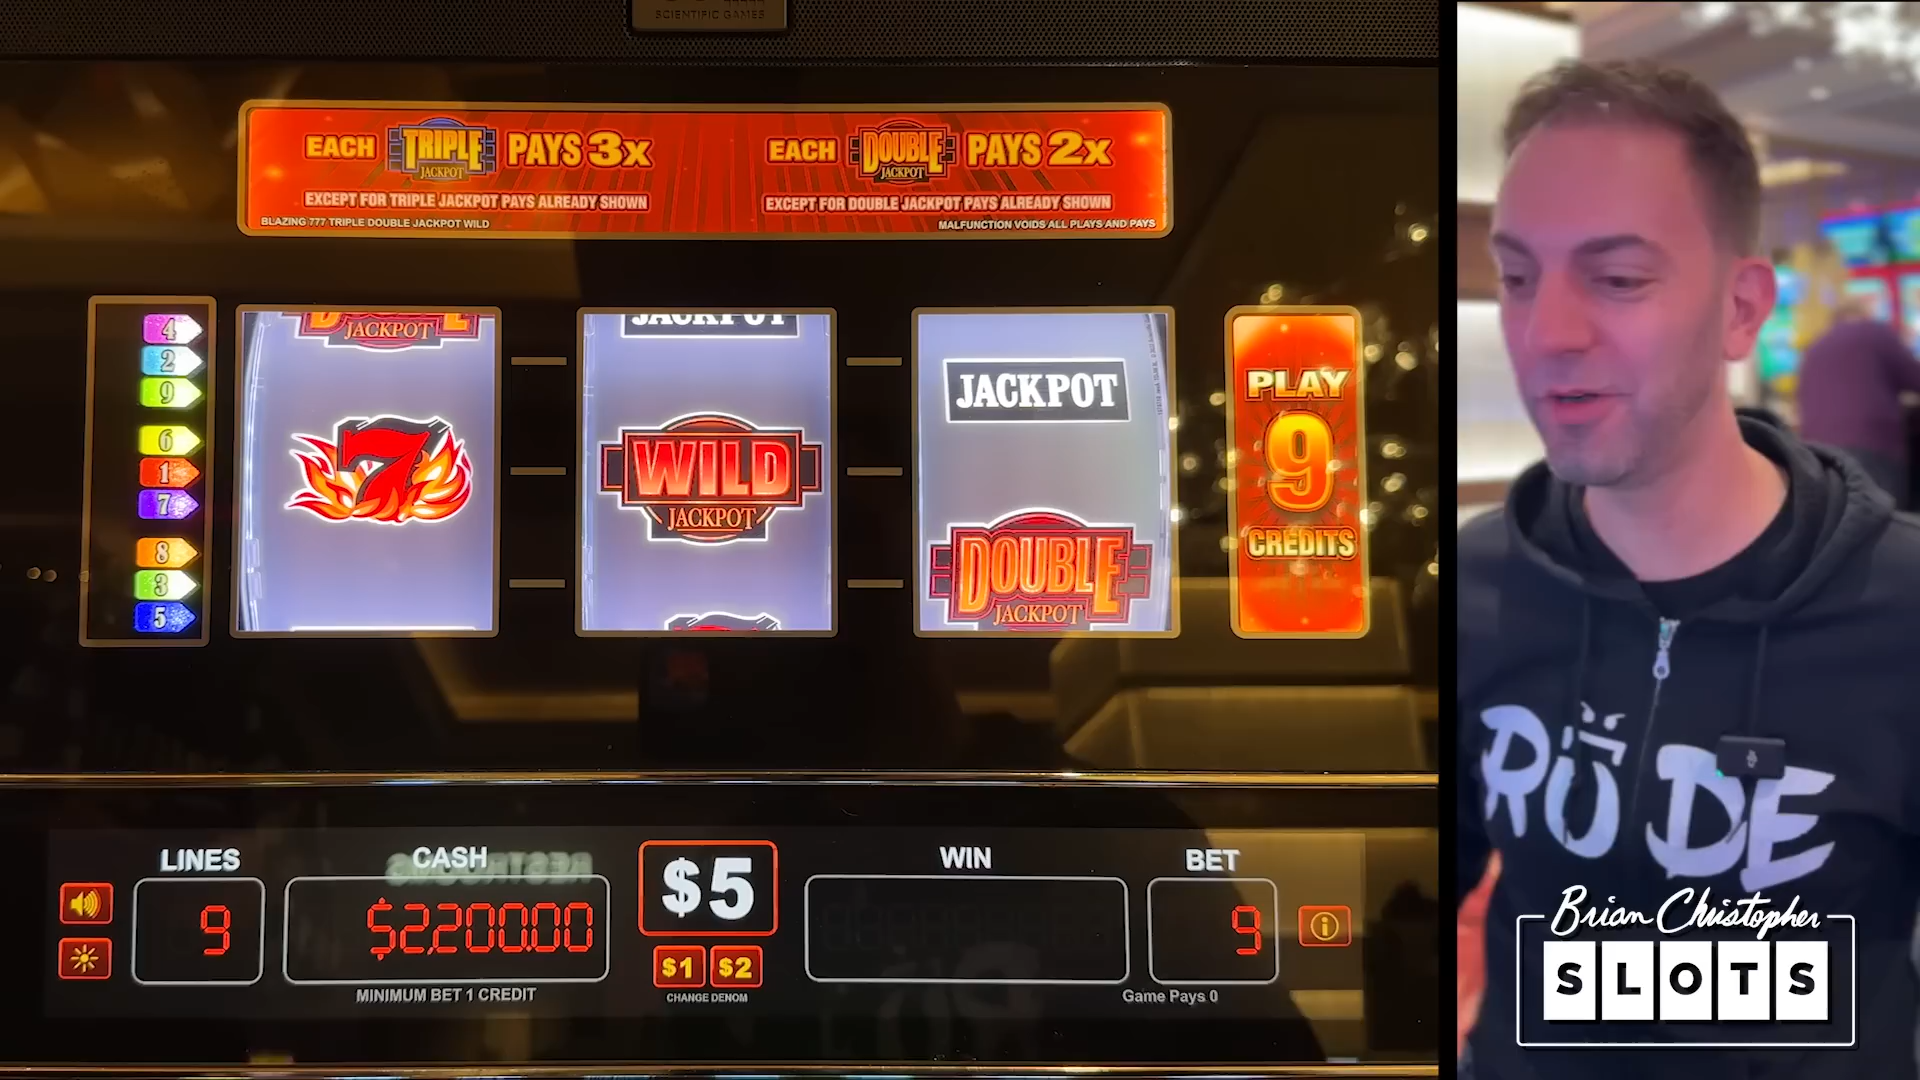 SCIENTIFIC GAMES
EACH TRIPLE JACKPOT PAYS 3x
EXCEPT FOR TRIPLE JACKPOT PAYS ALREADY SHOWN
BLAZING 777 TRIPLE DOUBLE JACKPOT WILD
EACH DOUBLE JACKPOT PAYS 2x
EXCEPT FOR DOUBLE JACKPOT PAYS ALREADY SHOWN
MALFUNCTION VOIDS ALL PLAYS AND PAYS
4
2
9
6
1
7
8
3
5
JACKPOT
7
JACKPOT
WILD
JACKPOT
JACKPOT
DOUBLE
JACKPOT
PLAY
9
CREDITS
LINES
9
CASH
$2,200.00
MINIMUM BET 1 CREDIT
$5
$1 $2
CHANGE DENOM
WIN
BET
9
Game Pays 0
RUDE
Brian Christopher
SLOTS